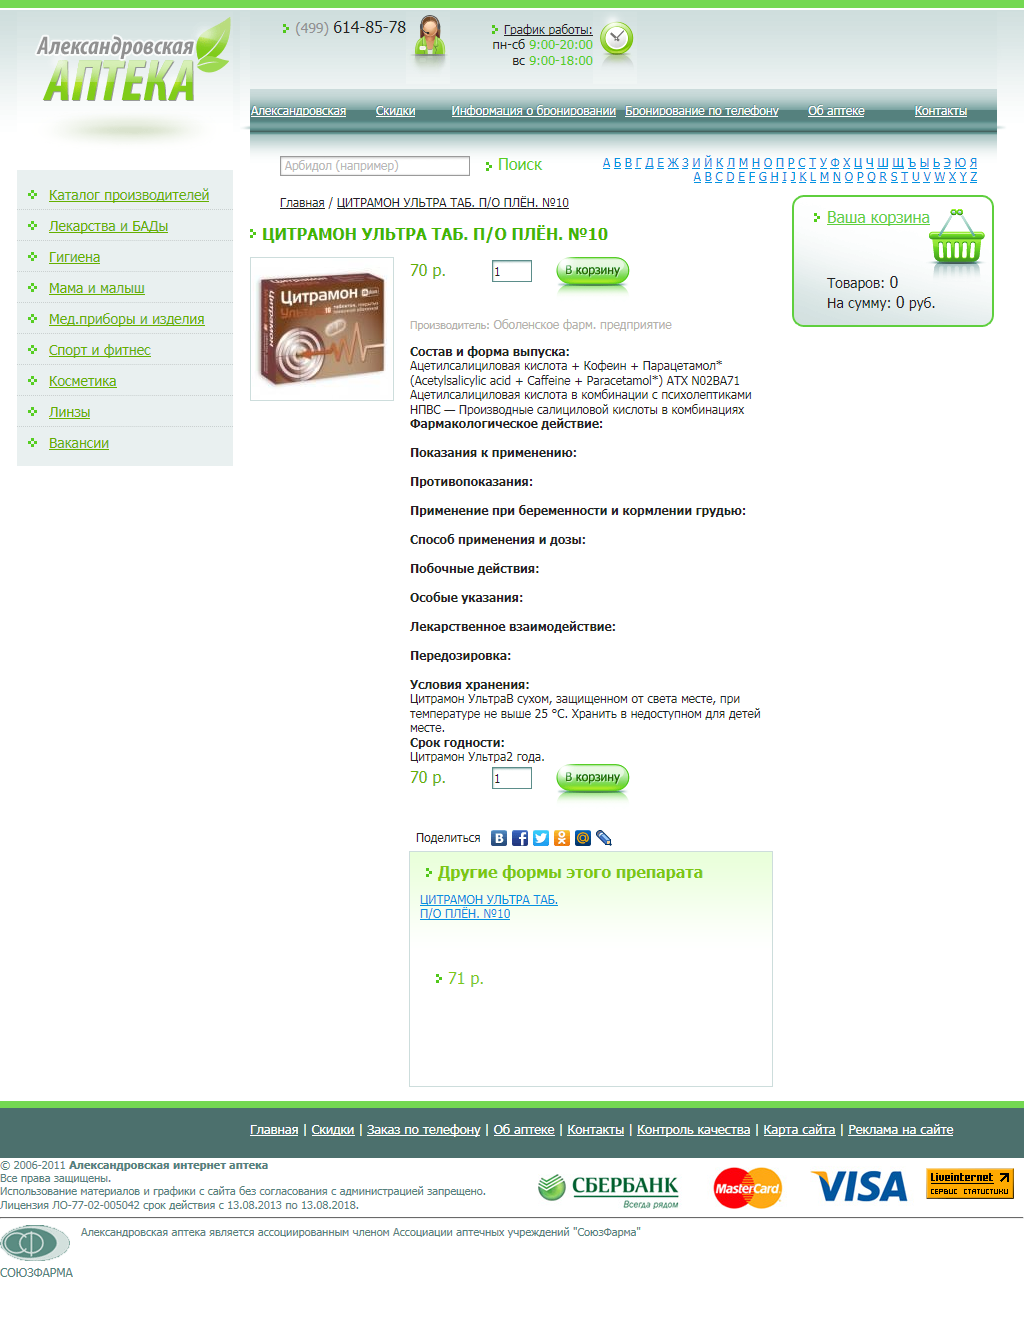 Александровская
АПТЕКА
(499) 614-85-78
График работы:
пн-сб 9:00-20:00
вс 9:00-18:00
Александровская Скидки Информация о бронировании Бронирование по телефону Об аптеке Контакты
Арбидол (например) Поиск
А Б В Г Д Е Ж З И Й К Л М Н О П Р С Т У Ф Х Ц Ч Ш Щ Ъ Ы Ь Э Ю Я
A B C D E F G H I J K L M N O P Q R S T U V W X Y Z
Каталог производителей
Лекарства и БАДы
Гигиена
Мама и малыш
Мед.приборы и изделия
Спорт и фитнес
Косметика
Линзы
Вакансии
Главная / ЦИТРАМОН УЛЬТРА ТАБ. П/О ПЛЁН. №10
ЦИТРАМОН УЛЬТРА ТАБ. П/О ПЛЁН. №10
Цитрамон
Ультра
70 р. 1 В корзину
Ваша корзина
Товаров: 0
На сумму: 0 руб.
Производитель: Оболенское фарм. предприятие
Состав и форма выпуска:
Ацетилсалициловая кислота + Кофеин + Парацетамол*
(Acetylsalicylic acid + Caffeine + Paracetamol*) АТХ N02BA71
Ацетилсалициловая кислота в комбинации с психолептиками
НПВС — Производные салициловой кислоты в комбинациях
Фармакологическое действие:
Показания к применению:
Противопоказания:
Применение при беременности и кормлении грудью:
Способ применения и дозы:
Побочные действия:
Особые указания:
Лекарственное взаимодействие:
Передозировка:
Условия хранения:
Цитрамон УльтраВ сухом, защищенном от света месте, при
температуре не выше 25 °C. Хранить в недоступном для детей
месте.
Срок годности:
Цитрамон Ультра2 года.
70 р. 1 В корзину
Поделиться
Другие формы этого препарата
ЦИТРАМОН УЛЬТРА ТАБ.
П/О ПЛЁН. №10
71 р.
Главная | Скидки | Заказ по телефону | Об аптеке | Контакты | Контроль качества | Карта сайта | Реклама на сайте
© 2006-2011 Александровская интернет аптека
Все права защищены.
Использование материалов и графики с сайта без согласования с администрацией запрещено.
Лицензия ЛО-77-02-005042 срок действия с 13.08.2013 по 13.08.2018.
СБЕРБАНК
Всегда рядом
MasterCard
VISA
Liveinternet
СЕРВИС СТАТИСТИКИ
Александровская аптека является ассоциированным членом Ассоциации аптечных учреждений "СоюзФарма"
СОЮЗФАРМА